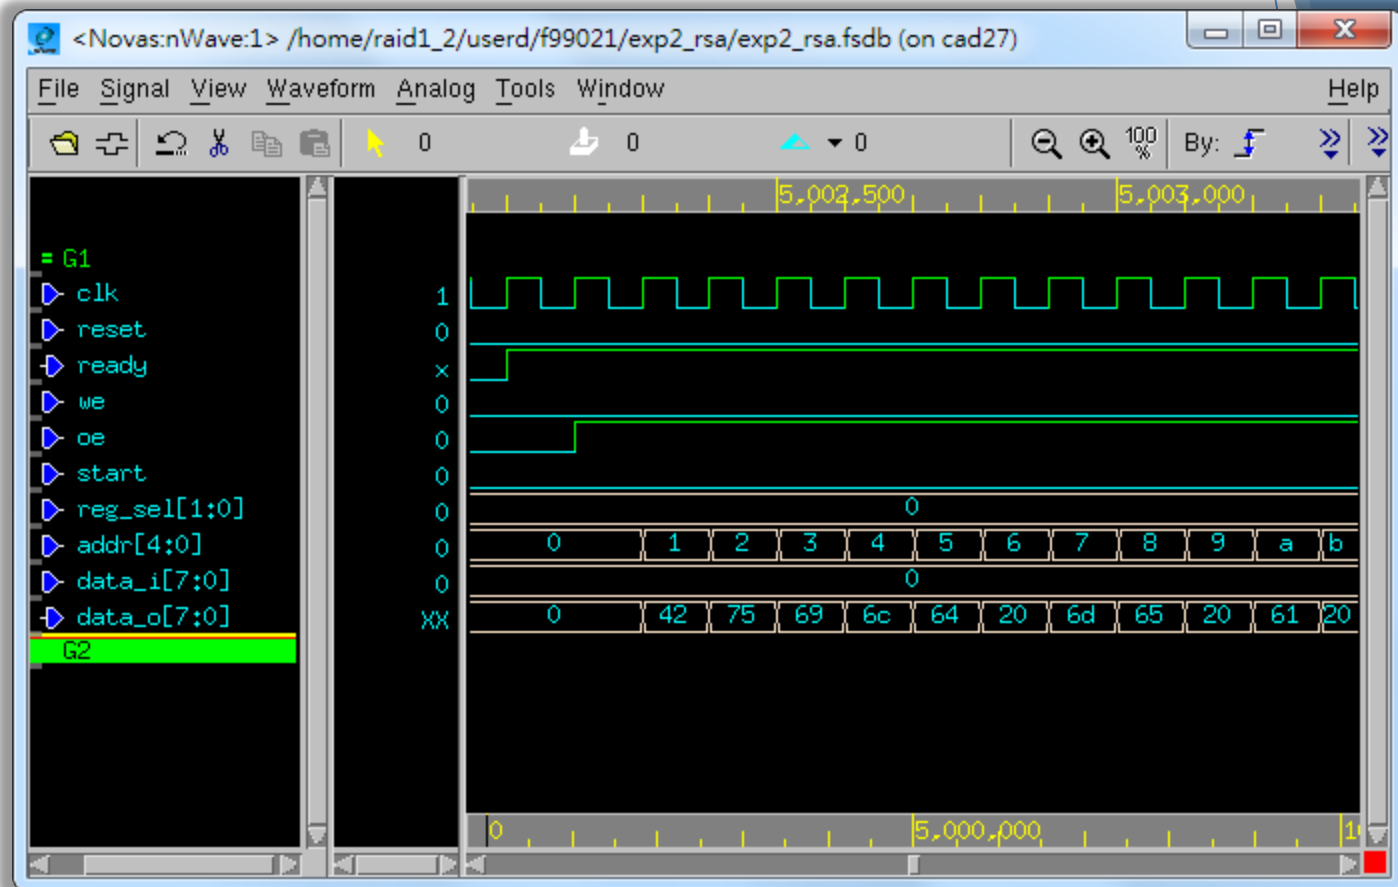 <Novas:nWave:1> /home/raid1_2/userd/f99021/exp2_rsa/exp2_rsa.fsdb (on cad27)
File Signal View Waveform Analog Tools Window Help
0 0 0 100 % By:
5,002,500 5,003,000
= G1
clk 1
reset 0
ready x
we 0
oe 0
start 0
reg_sel[1:0] 0 0
addr[4:0] 0 0 1 2 3 4 5 6 7 8 9 a b
data_i[7:0] 0 0
data_o[7:0] XX 0 42 75 69 6c 64 20 6d 65 20 61 20
G2
0 5,000,000